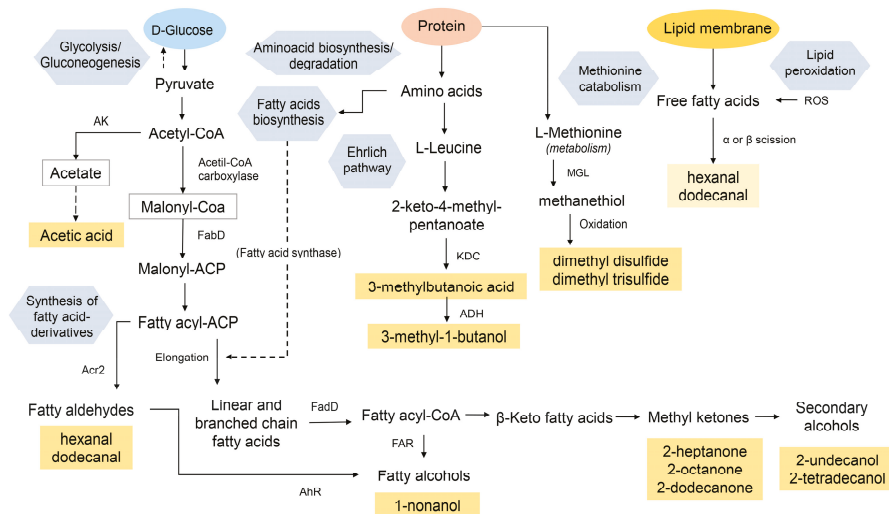 D-Glucose
Glycolysis/
Gluconeogenesis
Pyruvate
Acetyl-CoA
AK
Acetate
Acetic acid
Acetil-CoA
carboxylase
Malonyl-Coa
FabD
Malonyl-ACP
Fatty acyl-ACP
Synthesis of
fatty acid-
derivatives
Acr2
Elongation
Fatty aldehydes
hexanal
dodecanal
Linear and
branched chain
fatty acids
FadD
Fatty acyl-CoA
FAR
AhR
Fatty alcohols
1-nonanol
β-Keto fatty acids
Methyl ketones
2-heptanone
2-octanone
2-dodecanone
Secondary
alcohols
2-undecanol
2-tetradecanol
Protein
Aminoacid biosynthesis/
degradation
Amino acids
Fatty acids
biosynthesis
(Fatty acid synthase)
Ehrlich
pathway
L-Leucine
2-keto-4-methyl-
pentanoate
KDC
3-methylbutanoic acid
ADH
3-methyl-1-butanol
Methionine
catabolism
L-Methionine
(metabolism)
MGL
methanethiol
Oxidation
dimethyl disulfide
dimethyl trisulfide
Lipid membrane
Lipid
peroxidation
Free fatty acids
ROS
α or β scission
hexanal
dodecanal